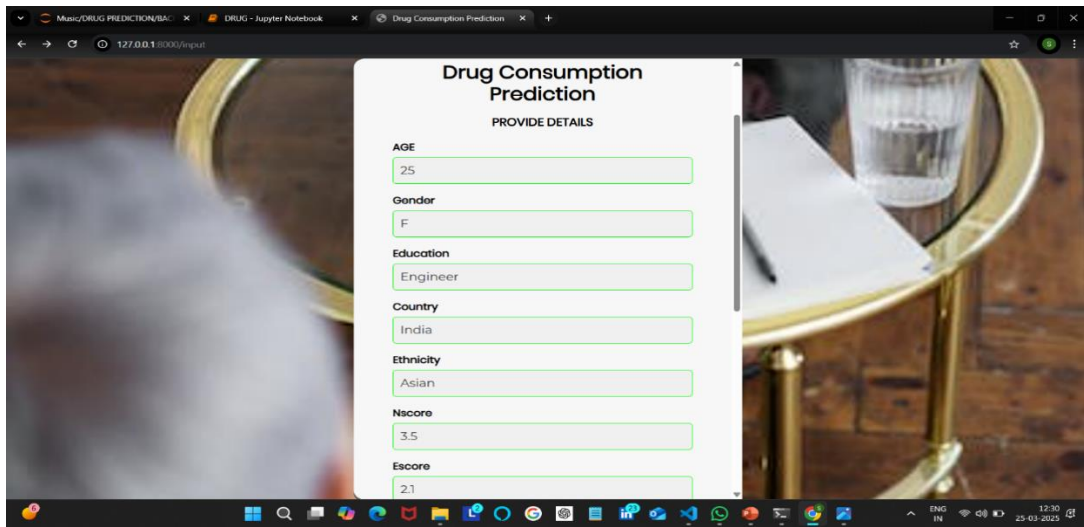 Music/DRUG PREDICTION/BAC
DRUG - Jupyter Notebook
Drug Consumption Prediction
127.0.0.1:8000/input
S
Drug Consumption
Prediction
PROVIDE DETAILS
AGE
25
Gender
F
Education
Engineer
Country
India
Ethnicity
Asian
Nscore
3.5
Escore
2.1
ENG
IN
12:30
25-03-2025